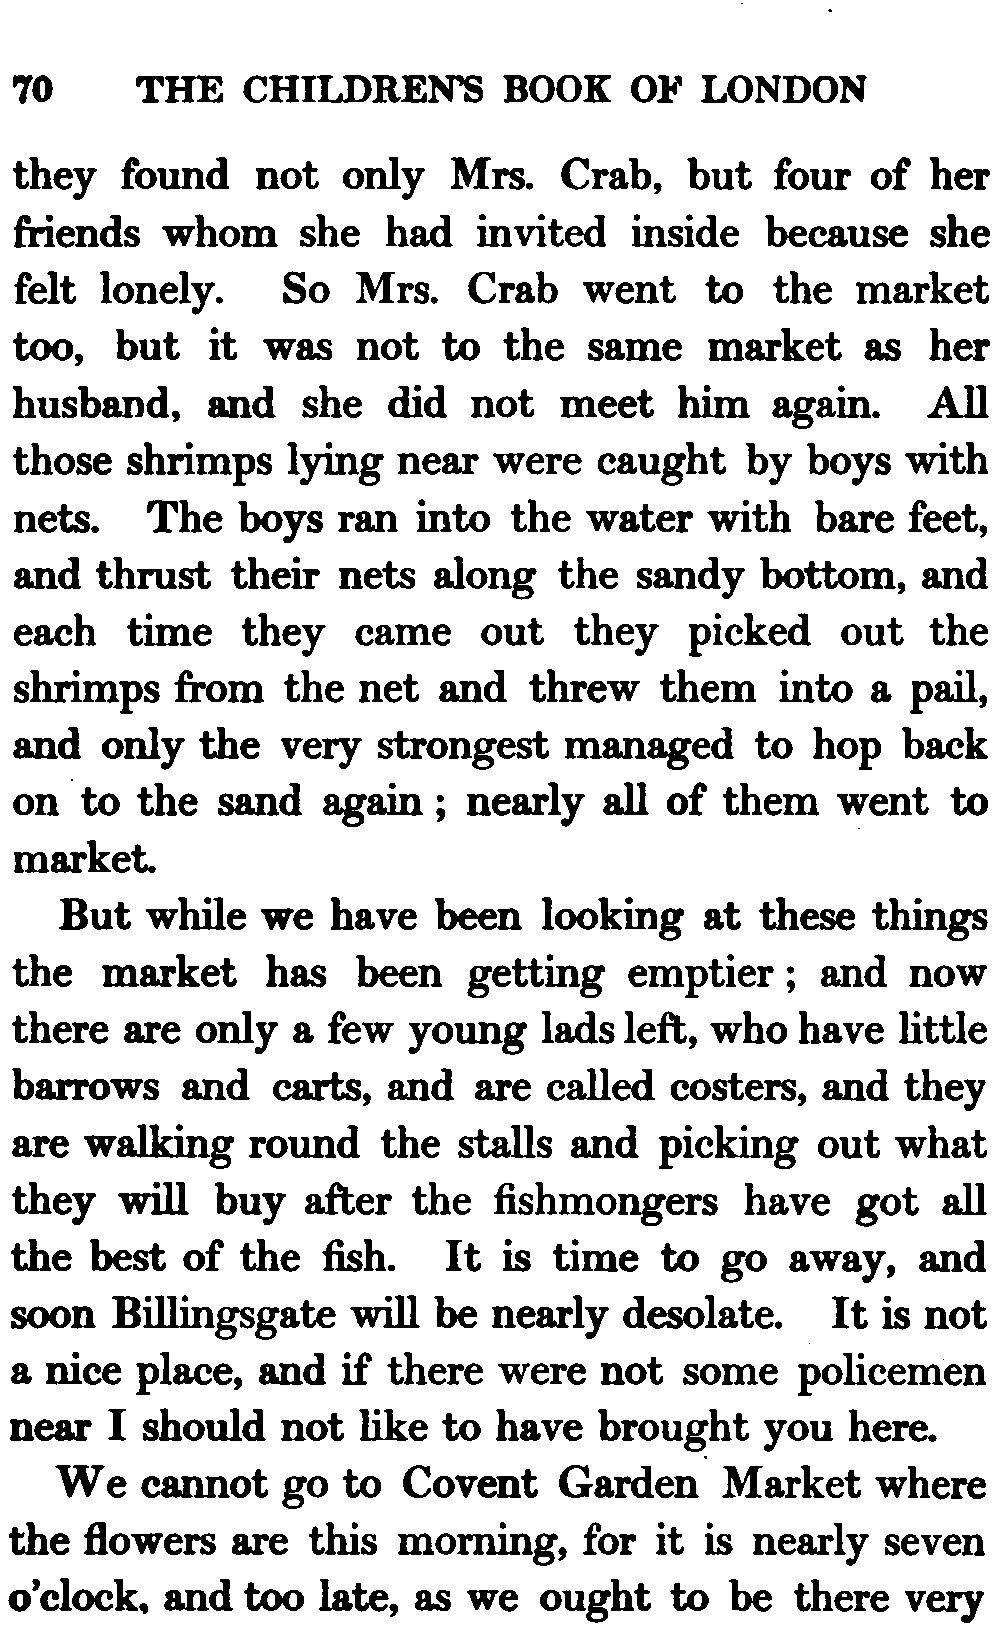 70 THE CHILDREN'S BOOK OF LONDON
they found not only Mrs. Crab, but four of her
friends whom she had invited inside because she
felt lonely. So Mrs. Crab went to the market
too, but it was not to the same market as her
husband, and she did not meet him again. All
those shrimps lying near were caught by boys with
nets. The boys ran into the water with bare feet,
and thrust their nets along the sandy bottom, and
each time they came out they picked out the
shrimps from the net and threw them into a pail,
and only the very strongest managed to hop back
on to the sand again ; nearly all of them went to
market.
But while we have been looking at these things
the market has been getting emptier ; and now
there are only a few young lads left, who have little
barrows and carts, and are called costers, and they
are walking round the stalls and picking out what
they will buy after the fishmongers have got all
the best of the fish. It is time to go away, and
soon Billingsgate will be nearly desolate. It is not
a nice place, and if there were not some policemen
near I should not like to have brought you here.
We cannot go to Covent Garden Market where
the flowers are this morning, for it is nearly seven
o'clock, and too late, as we ought to be there very